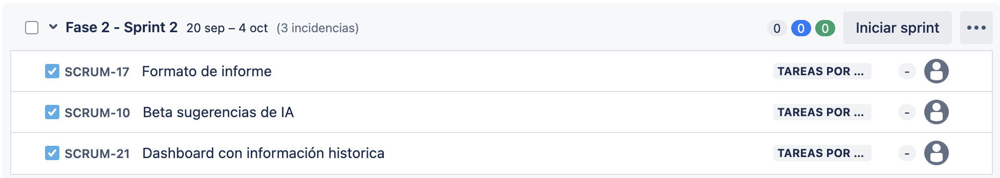 Fase 2 - Sprint 2 20 sep – 4 oct (3 incidencias) 0 0 0 Iniciar sprint
SCRUM-17 Formato de informe TAREAS POR ... -
SCRUM-10 Beta sugerencias de IA TAREAS POR ... -
SCRUM-21 Dashboard con información historica TAREAS POR ... -